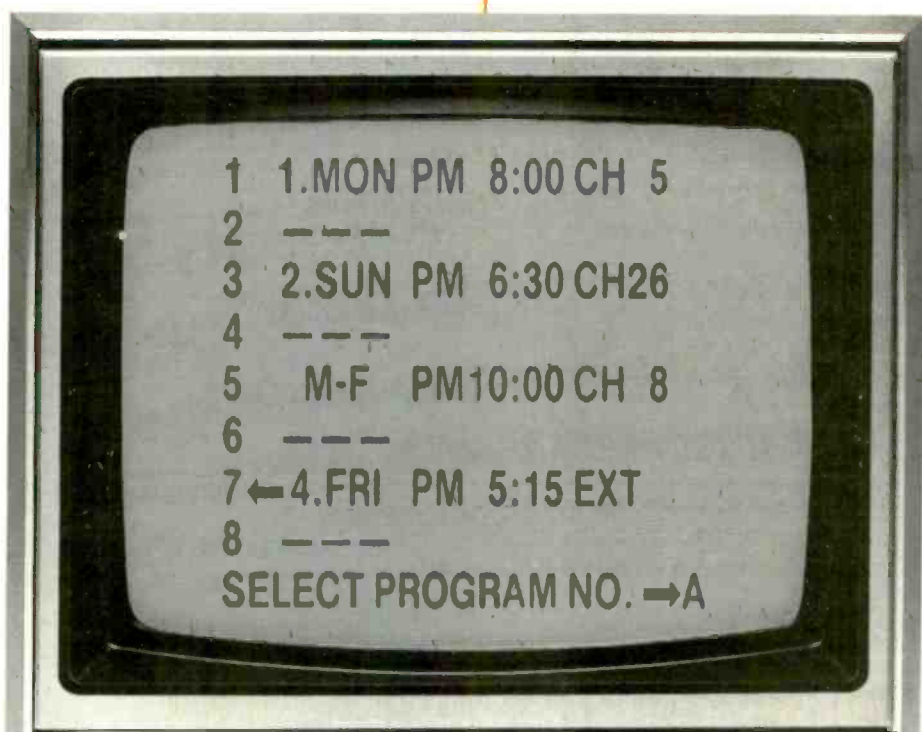 1 1.MON PM 8:00 CH 5
2 — — —
3 2.SUN PM 6:30 CH26
4 — — —
5 M-F PM10:00 CH 8
6 — — —
7 ←4.FRI PM 5:15 EXT
8 — — —
SELECT PROGRAM NO. →A